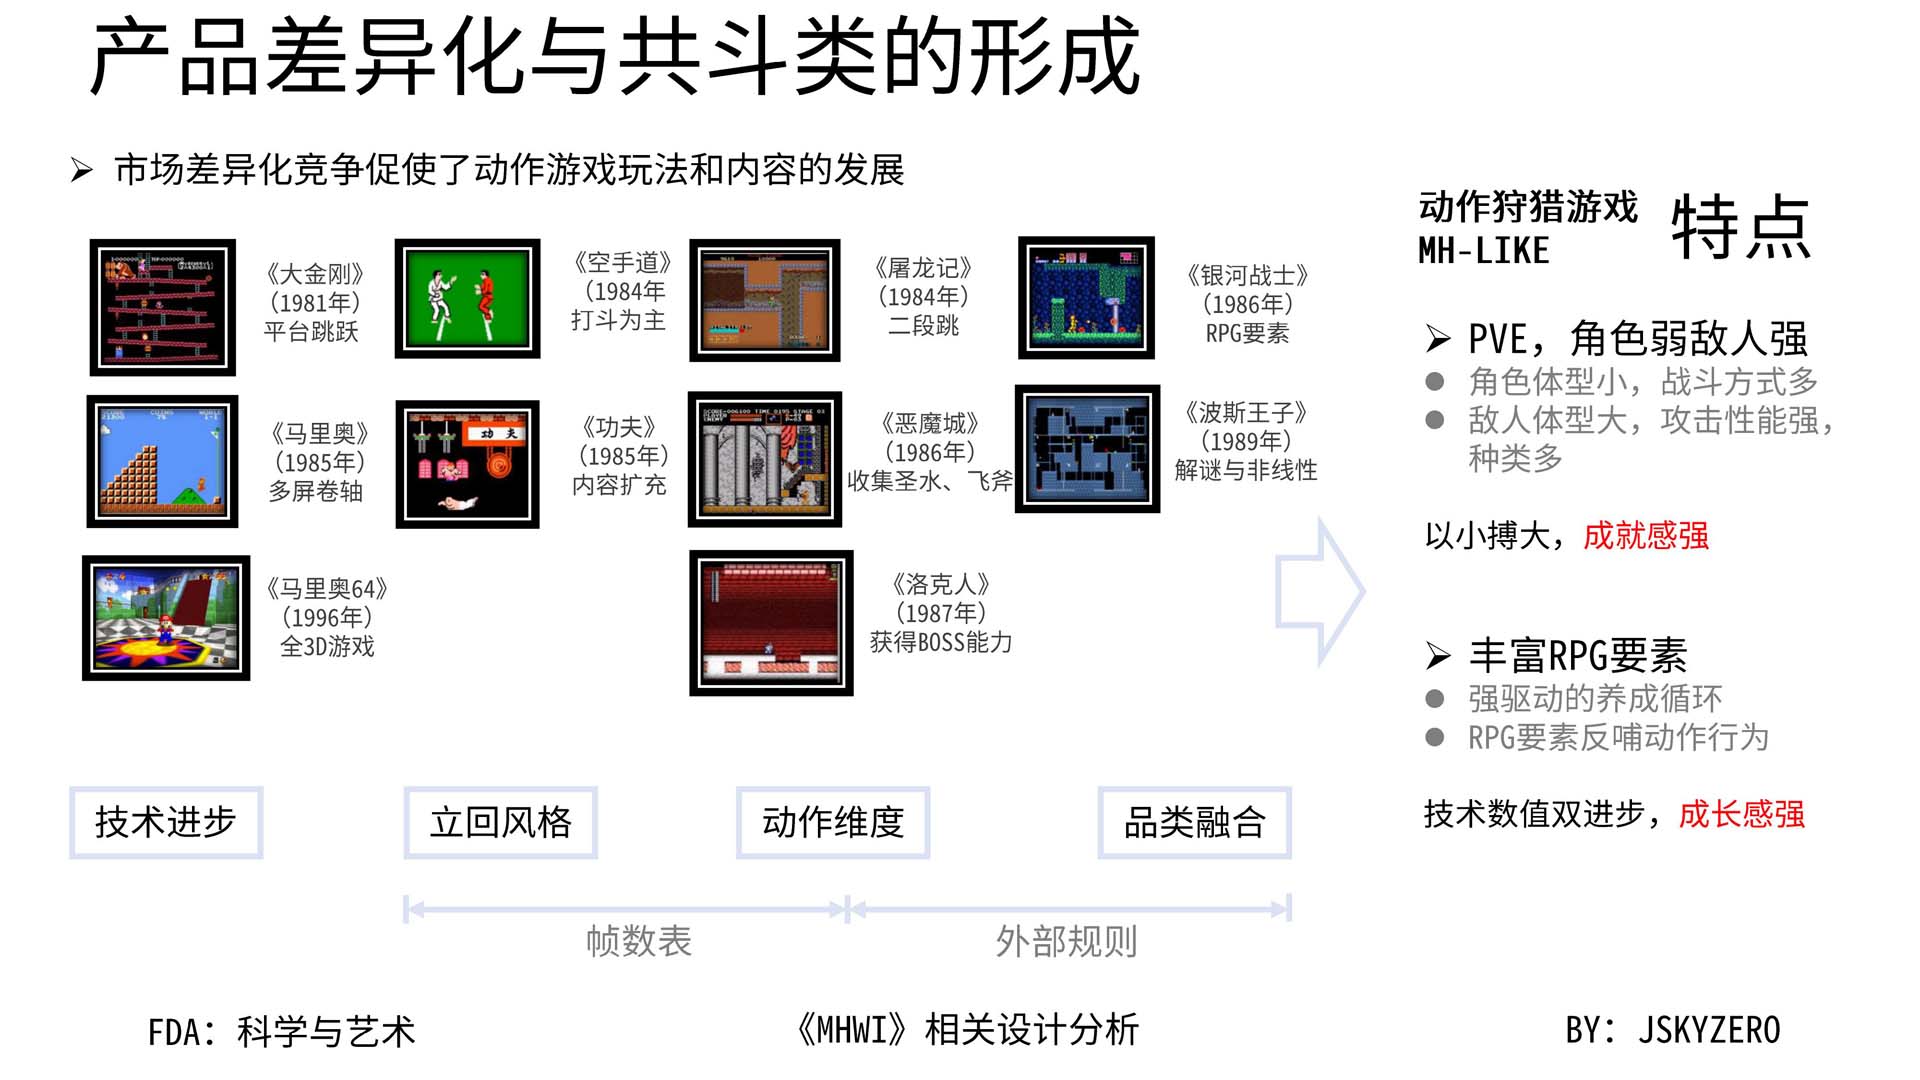 产品差异化与共斗类的形成
➢ 市场差异化竞争促使了动作游戏玩法和内容的发展
《大金刚》
（1981年）
平台跳跃
《空手道》
（1984年
打斗为主
《屠龙记》
（1984年）
二段跳
《银河战士》
（1986年）
RPG要素
《马里奥》
（1985年）
多屏卷轴
功 夫
《功夫》
（1985年）
内容扩充
《恶魔城》
（1986年）
收集圣水、飞斧
《波斯王子》
（1989年）
解谜与非线性
《马里奥64》
（1996年）
全3D游戏
《洛克人》
（1987年）
获得BOSS能力
技术进步
立回风格
动作维度
品类融合
帧数表
外部规则
动作狩猎游戏
MH-LIKE
特点
➢ PVE，角色弱敌人强
● 角色体型小，战斗方式多
● 敌人体型大，攻击性能强，
种类多
以小搏大，成就感强
➢ 丰富RPG要素
● 强驱动的养成循环
● RPG要素反哺动作行为
技术数值双进步，成长感强
FDA：科学与艺术
《MHWI》相关设计分析
BY：JSKYZERO